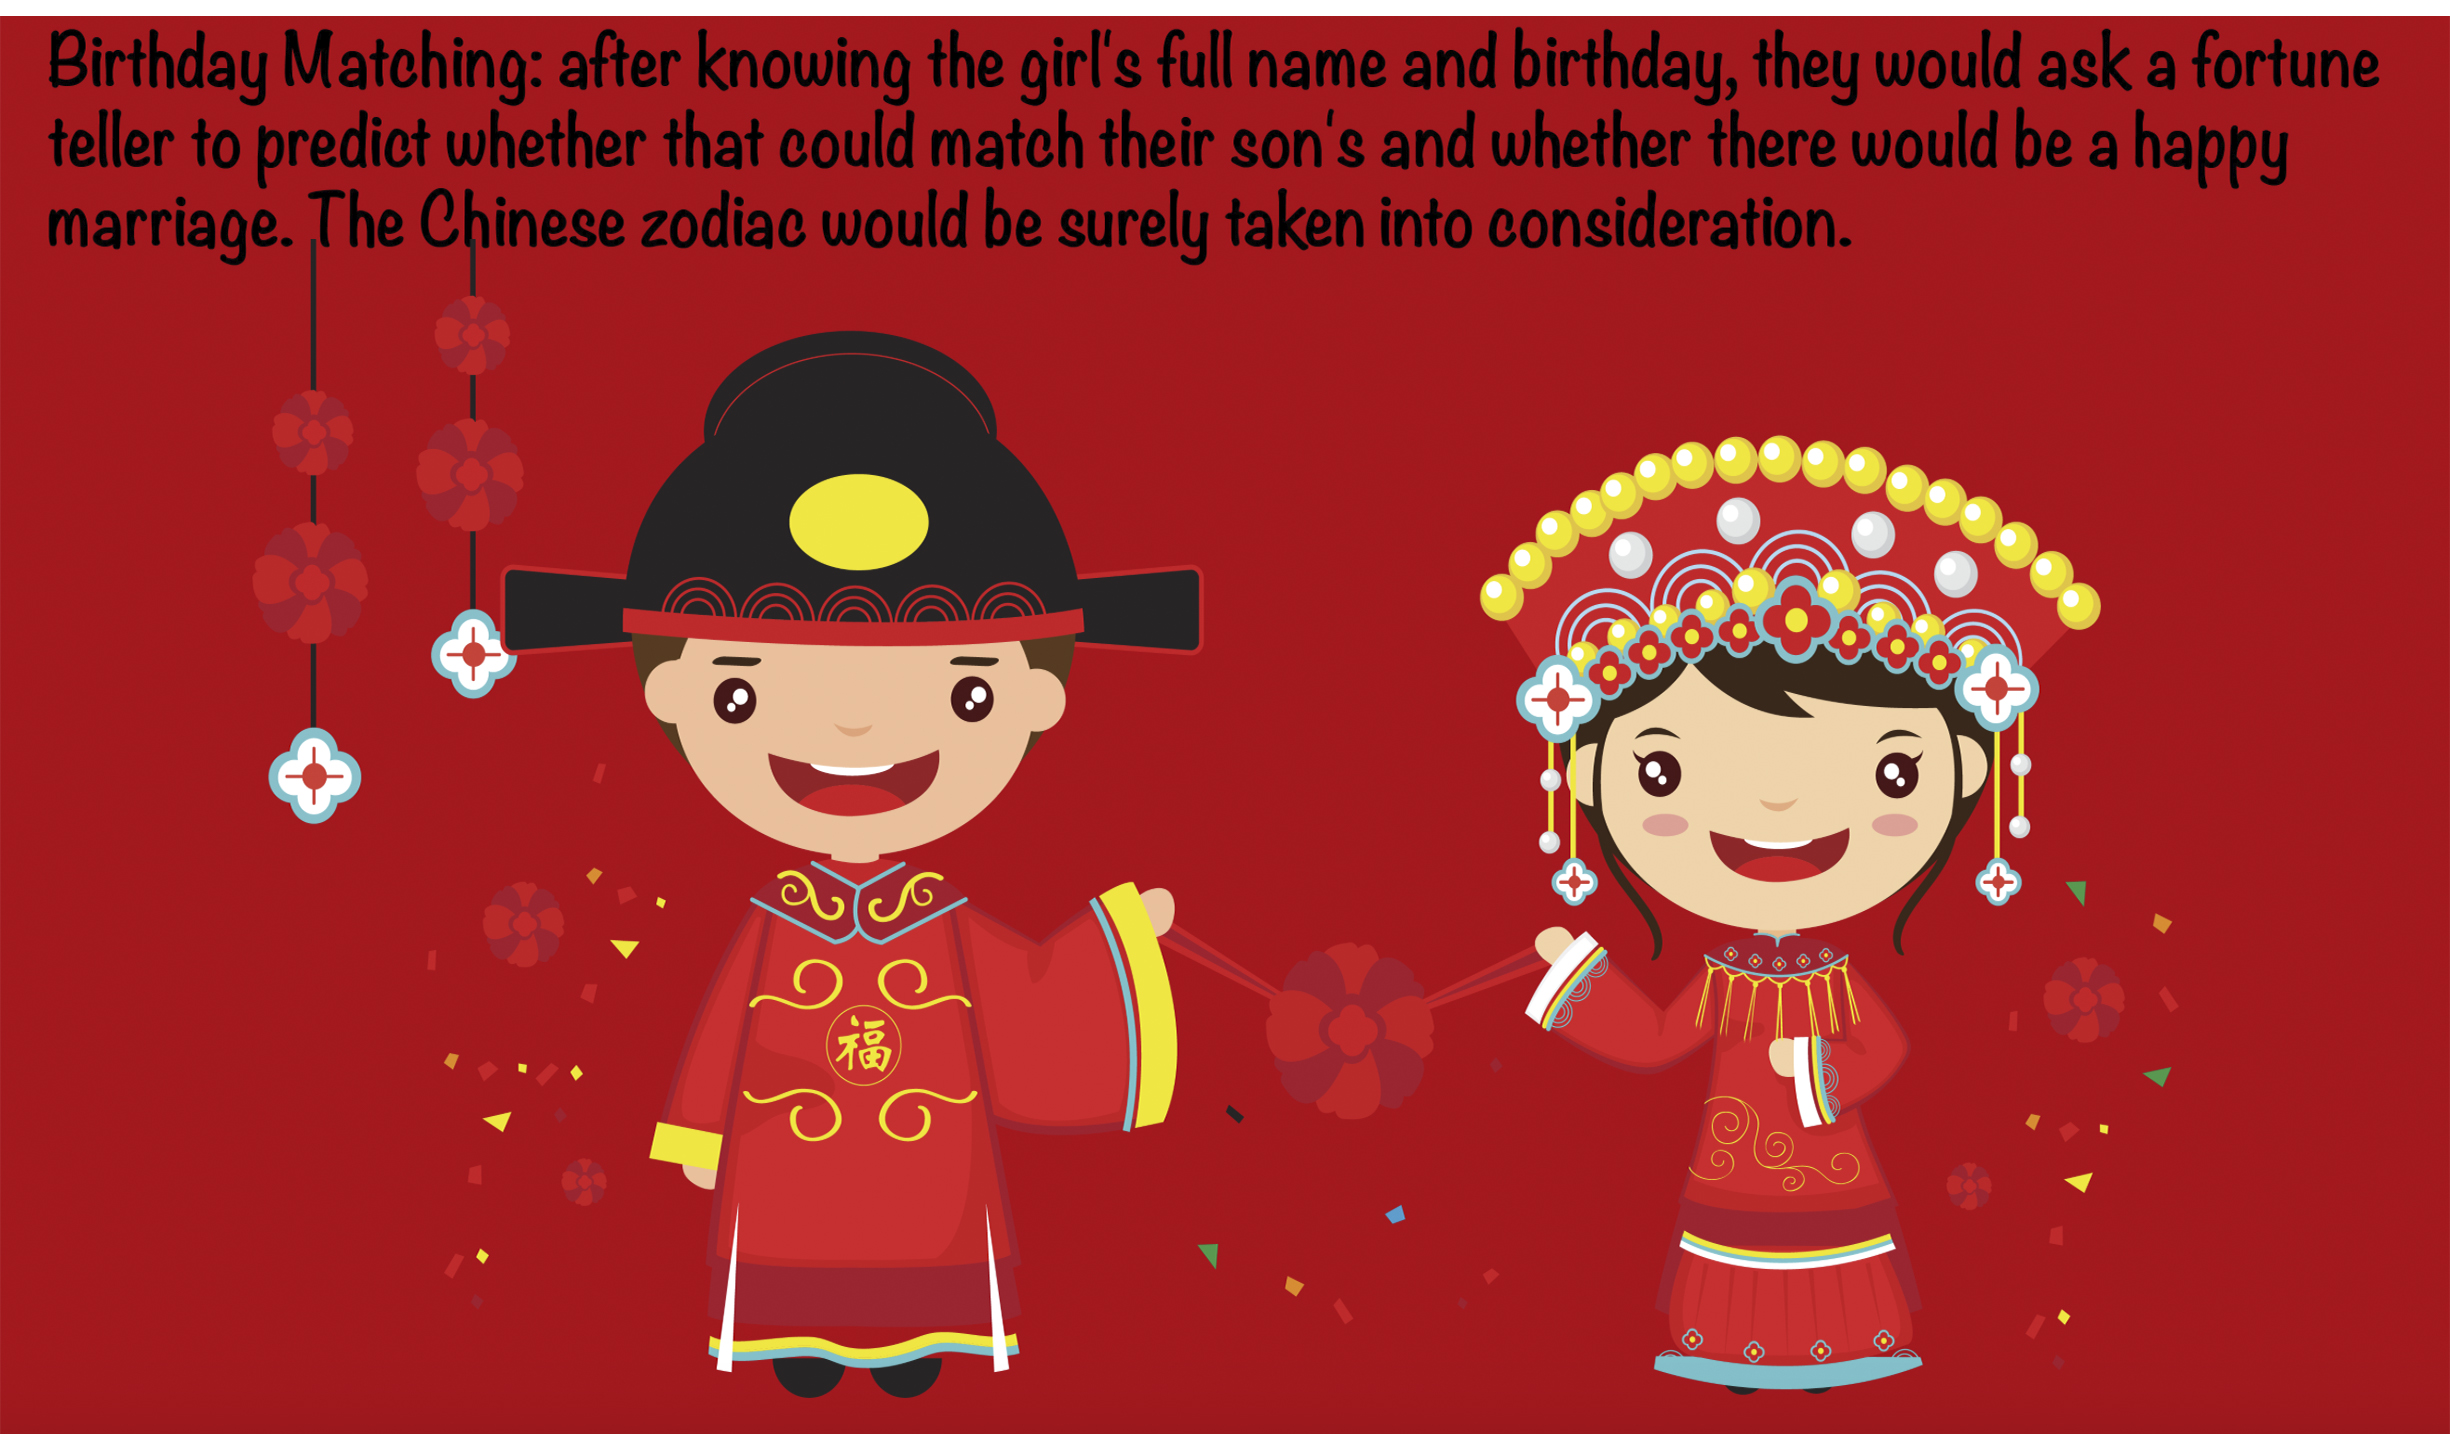 Birthday Matching: after knowing the girl's full name and birthday, they would ask a fortune
teller to predict whether that could match their son's and whether there would be a happy
marriage. The Chinese zodiac would be surely taken into consideration.
福